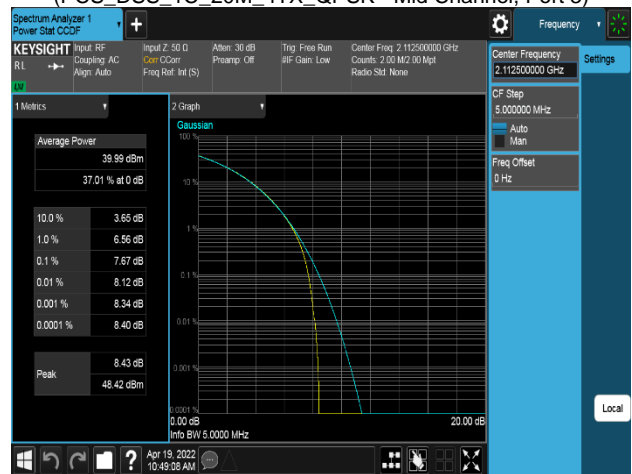 (PCS_DSS_1C_20M_4TX_QPSK - Mid Channel, Port 3)
Spectrum Analyzer 1
Power Stat CCDF
Frequency
KEYSIGHT
RL
LW
Input: RF
Coupling: AC
Align: Auto
Input Z: 50 Ω
Corr CCorr
Freq Ref: Int (S)
Atten: 30 dB
Preamp: Off
Trig: Free Run
#IF Gain: Low
Center Freq: 2.112500000 GHz
Counts: 2.00 M/2.00 Mpt
Radio Std: None
Center Frequency
2.112500000 GHz
Settings
CF Step
5.000000 MHz
Auto
Man
Freq Offset
0 Hz
1 Metrics
Average Power
39.99 dBm
37.01 % at 0 dB
10.0 % 3.65 dB
1.0 % 6.56 dB
0.1 % 7.67 dB
0.01 % 8.12 dB
0.001 % 8.34 dB
0.0001 % 8.40 dB
Peak
8.43 dB
48.42 dBm
2 Graph
Gaussian
100 %
10 %
1 %
0.1 %
0.01 %
0.001 %
0.0001 %
0.00 dB
20.00 dB
Info BW 5.0000 MHz
Local
?
Apr 19, 2022
10:49:08 AM